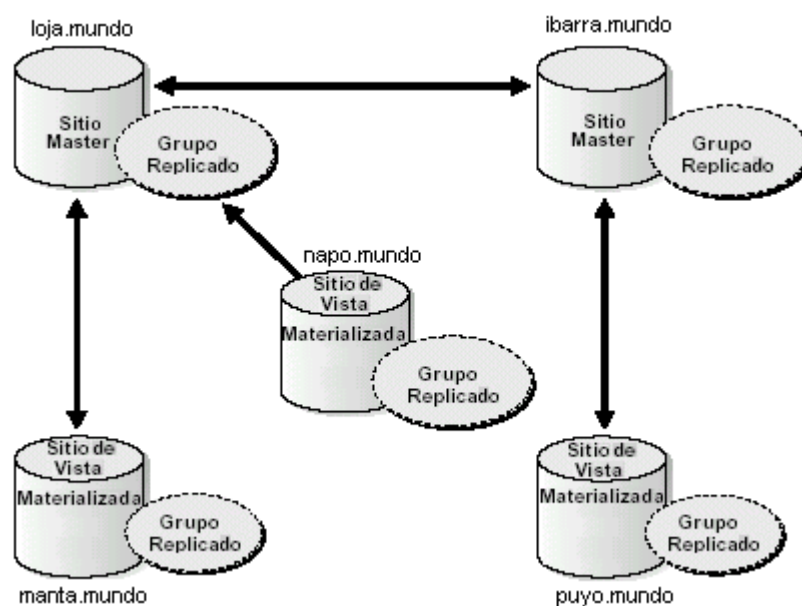 loja.mundo
Sitio
Master
Grupo
Replicado
ibarra.mundo
Sitio
Master
Grupo
Replicado
napo.mundo
Sitio de
Vista
Materializada
Grupo
Replicado
Sitio de
Vista
Materializada
Grupo
Replicado
manta.mundo
Sitio de
Vista
Materializada
Grupo
Replicado
puyo.mundo